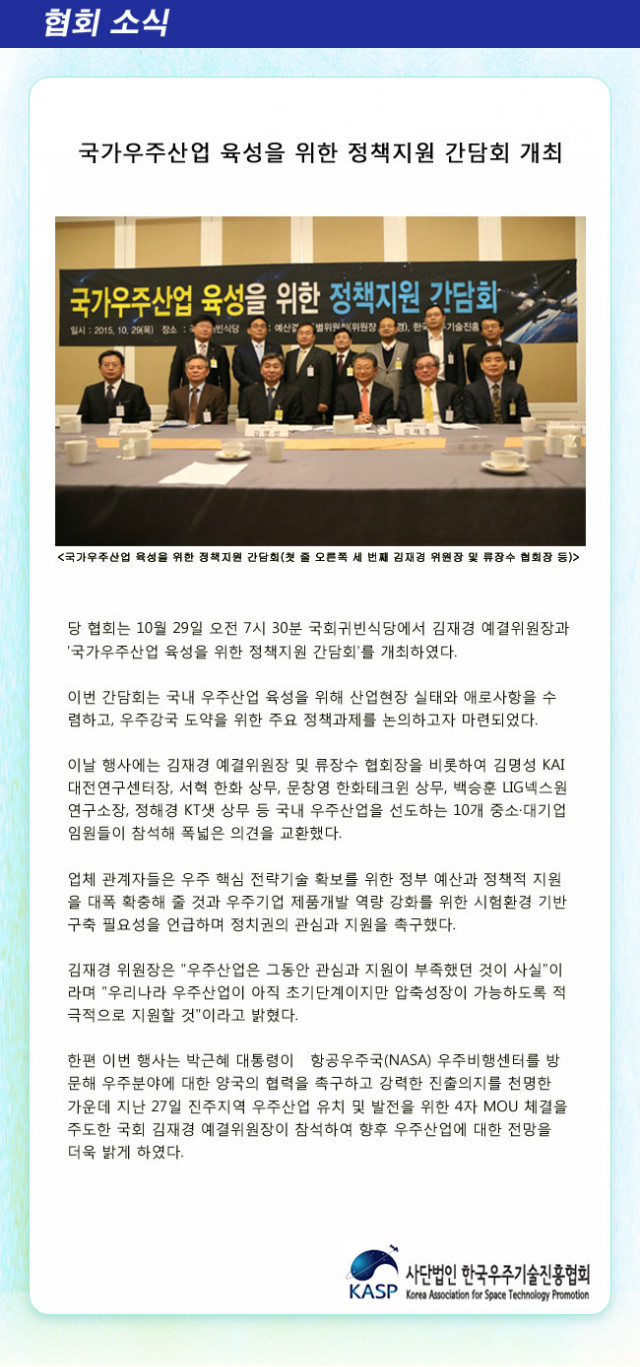 협회 소식
국가우주산업 육성을 위한 정책지원 간담회 개최
국가우주산업 육성을 위한 정책지원 간담회
일시 : 2015. 10. 29(목) 장소 : 국 빈식당 : 예산결 별위원회(위원장 경), 한국 기술진흥
<국가우주산업 육성을 위한 정책지원 간담회(첫 줄 오른쪽 세 번째 김재경 위원장 및 류장수 협회장 등)>
당 협회는 10월 29일 오전 7시 30분 국회귀빈식당에서 김재경 예결위원장과
'국가우주산업 육성을 위한 정책지원 간담회'를 개최하였다.
이번 간담회는 국내 우주산업 육성을 위해 산업현장 실태와 애로사항을 수
렴하고, 우주강국 도약을 위한 주요 정책과제를 논의하고자 마련되었다.
이날 행사에는 김재경 예결위원장 및 류장수 협회장을 비롯하여 김명성 KAI
대전연구센터장, 서혁 한화 상무, 문창영 한화테크윈 상무, 백승훈 LIG넥스원
연구소장, 정해경 KT샛 상무 등 국내 우주산업을 선도하는 10개 중소·대기업
임원들이 참석해 폭넓은 의견을 교환했다.
업체 관계자들은 우주 핵심 전략기술 확보를 위한 정부 예산과 정책적 지원
을 대폭 확충해 줄 것과 우주기업 제품개발 역량 강화를 위한 시험환경 기반
구축 필요성을 언급하며 정치권의 관심과 지원을 촉구했다.
김재경 위원장은 "우주산업은 그동안 관심과 지원이 부족했던 것이 사실"이
라며 "우리나라 우주산업이 아직 초기단계이지만 압축성장이 가능하도록 적
극적으로 지원할 것"이라고 밝혔다.
한편 이번 행사는 박근혜 대통령이 항공우주국(NASA) 우주비행센터를 방
문해 우주분야에 대한 양국의 협력을 촉구하고 강력한 진출의지를 천명한
가운데 지난 27일 진주지역 우주산업 유치 및 발전을 위한 4자 MOU 체결을
주도한 국회 김재경 예결위원장이 참석하여 향후 우주산업에 대한 전망을
더욱 밝게 하였다.
KASP
사단법인 한국우주기술진흥협회
Korea Association for Space Technology Promotion